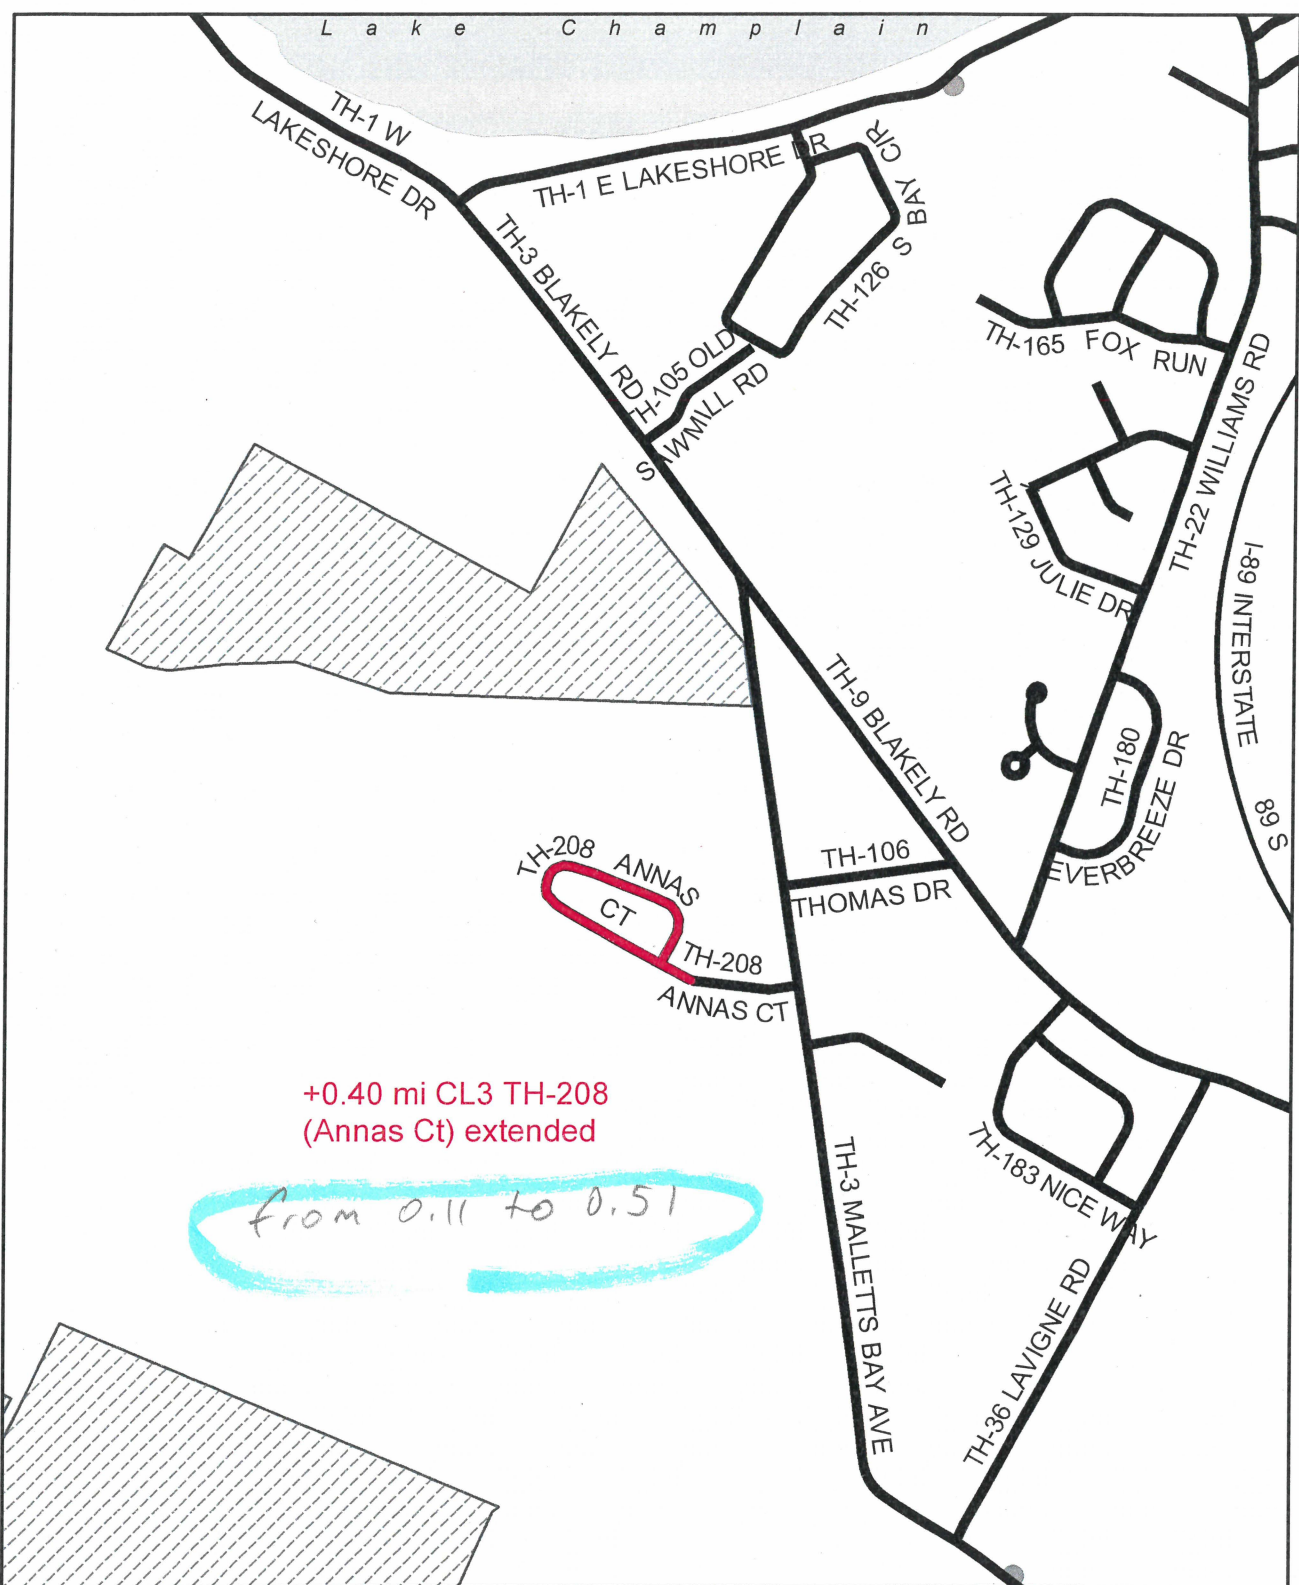 Lake Champlain
TH-1 W
LAKESHORE DR
TH-1 E LAKESHORE DR
TH-3 BLAKELY RD
TH-126 S BAY CIR
TH-105 OLD
SAWMILL RD
TH-165 FOX RUN
TH-22 WILLIAMS RD
TH-129 JULIE DR
I-89 INTERSTATE
89 S
TH-9 BLAKELY RD
TH-180
EVERBREEZE DR
TH-106
THOMAS DR
TH-208 ANNAS
CT
TH-208
ANNAS CT
+0.40 mi CL3 TH-208
(Annas Ct) extended
from 0.11 to 0.51
TH-183 NICE WAY
TH-3 MALLETTS BAY AVE
TH-36 LAVIGNE RD